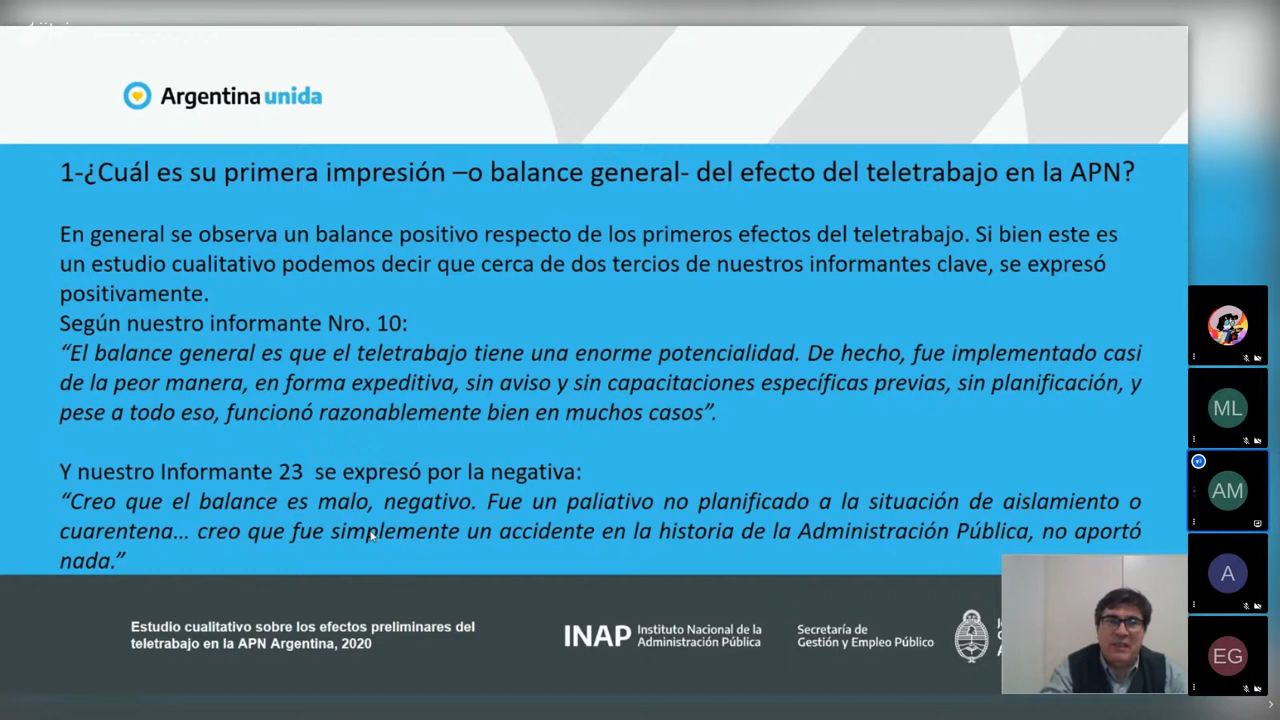 Argentina unida
1-¿Cuál es su primera impresión –o balance general- del efecto del teletrabajo en la APN?
En general se observa un balance positivo respecto de los primeros efectos del teletrabajo. Si bien este es
un estudio cualitativo podemos decir que cerca de dos tercios de nuestros informantes clave, se expresó
positivamente.
Según nuestro informante Nro. 10:
“El balance general es que el teletrabajo tiene una enorme potencialidad. De hecho, fue implementado casi
de la peor manera, en forma expeditiva, sin aviso y sin capacitaciones específicas previas, sin planificación, y
pese a todo eso, funcionó razonablemente bien en muchos casos”.
Y nuestro Informante 23 se expresó por la negativa:
“Creo que el balance es malo, negativo. Fue un paliativo no planificado a la situación de aislamiento o
cuarentena… creo que fue simplemente un accidente en la historia de la Administración Pública, no aportó
nada.”
Estudio cualitativo sobre los efectos preliminares del
teletrabajo en la APN Argentina, 2020
INAP
Instituto Nacional de la
Administración Pública
Secretaría de
Gestión y Empleo Público
ML
AM
A
EG